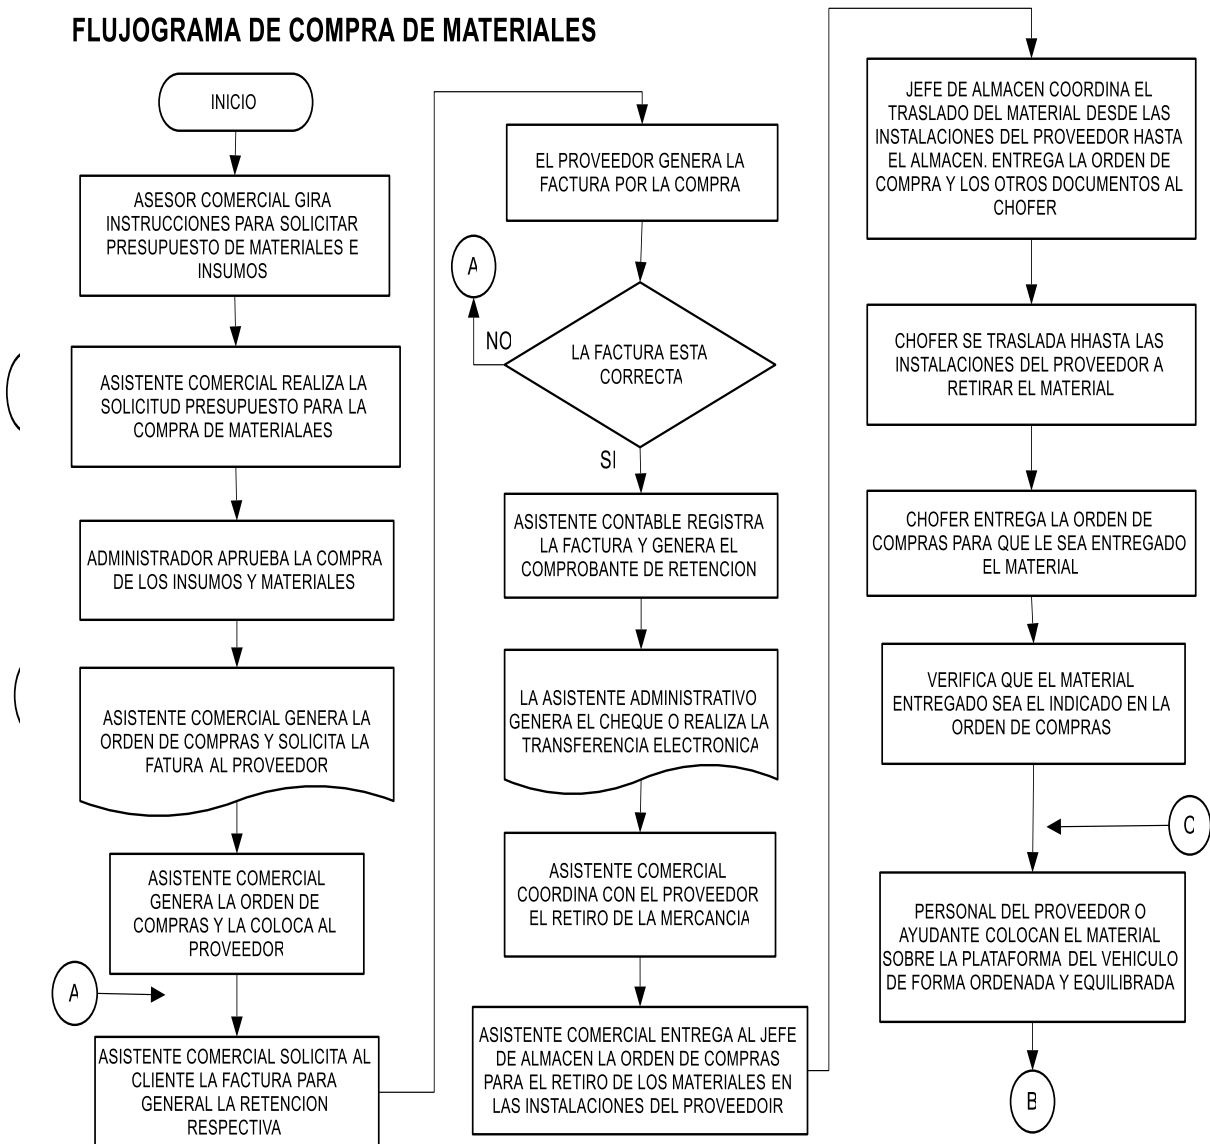 FLUJOGRAMA DE COMPRA DE MATERIALES
INICIO
ASESOR COMERCIAL GIRA
INSTRUCCIONES PARA SOLICITAR
PRESUPUESTO DE MATERIALES E
INSUMOS
ASISTENTE COMERCIAL REALIZA LA
SOLICITUD PRESUPUESTO PARA LA
COMPRA DE MATERIALAES
ADMINISTRADOR APRUEBA LA COMPRA
DE LOS INSUMOS Y MATERIALES
ASISTENTE COMERCIAL GENERA LA
ORDEN DE COMPRAS Y SOLICITA LA
FATURA AL PROVEEDOR
ASISTENTE COMERCIAL
GENERA LA ORDEN DE
COMPRAS Y LA COLOCA AL
PROVEEDOR
A
ASISTENTE COMERCIAL SOLICITA AL
CLIENTE LA FACTURA PARA
GENERAL LA RETENCION
RESPECTIVA
EL PROVEEDOR GENERA LA
FACTURA POR LA COMPRA
A
NO
LA FACTURA ESTA
CORRECTA
SI
ASISTENTE CONTABLE REGISTRA
LA FACTURA Y GENERA EL
COMPROBANTE DE RETENCION
LA ASISTENTE ADMINISTRATIVO
GENERA EL CHEQUE O REALIZA LA
TRANSFERENCIA ELECTRONICA
ASISTENTE COMERCIAL
COORDINA CON EL PROVEEDOR
EL RETIRO DE LA MERCANCIA
ASISTENTE COMERCIAL ENTREGA AL JEFE
DE ALMACEN LA ORDEN DE COMPRAS
PARA EL RETIRO DE LOS MATERIALES EN
LAS INSTALACIONES DEL PROVEEDOIR
JEFE DE ALMACEN COORDINA EL
TRASLADO DEL MATERIAL DESDE LAS
INSTALACIONES DEL PROVEEDOR HASTA
EL ALMACEN. ENTREGA LA ORDEN DE
COMPRA Y LOS OTROS DOCUMENTOS AL
CHOFER
CHOFER SE TRASLADA HHASTA LAS
INSTALACIONES DEL PROVEEDOR A
RETIRAR EL MATERIAL
CHOFER ENTREGA LA ORDEN DE
COMPRAS PARA QUE LE SEA ENTREGADO
EL MATERIAL
VERIFICA QUE EL MATERIAL
ENTREGADO SEA EL INDICADO EN LA
ORDEN DE COMPRAS
C
PERSONAL DEL PROVEEDOR O
AYUDANTE COLOCAN EL MATERIAL
SOBRE LA PLATAFORMA DEL VEHICULO
DE FORMA ORDENADA Y EQUILIBRADA
B